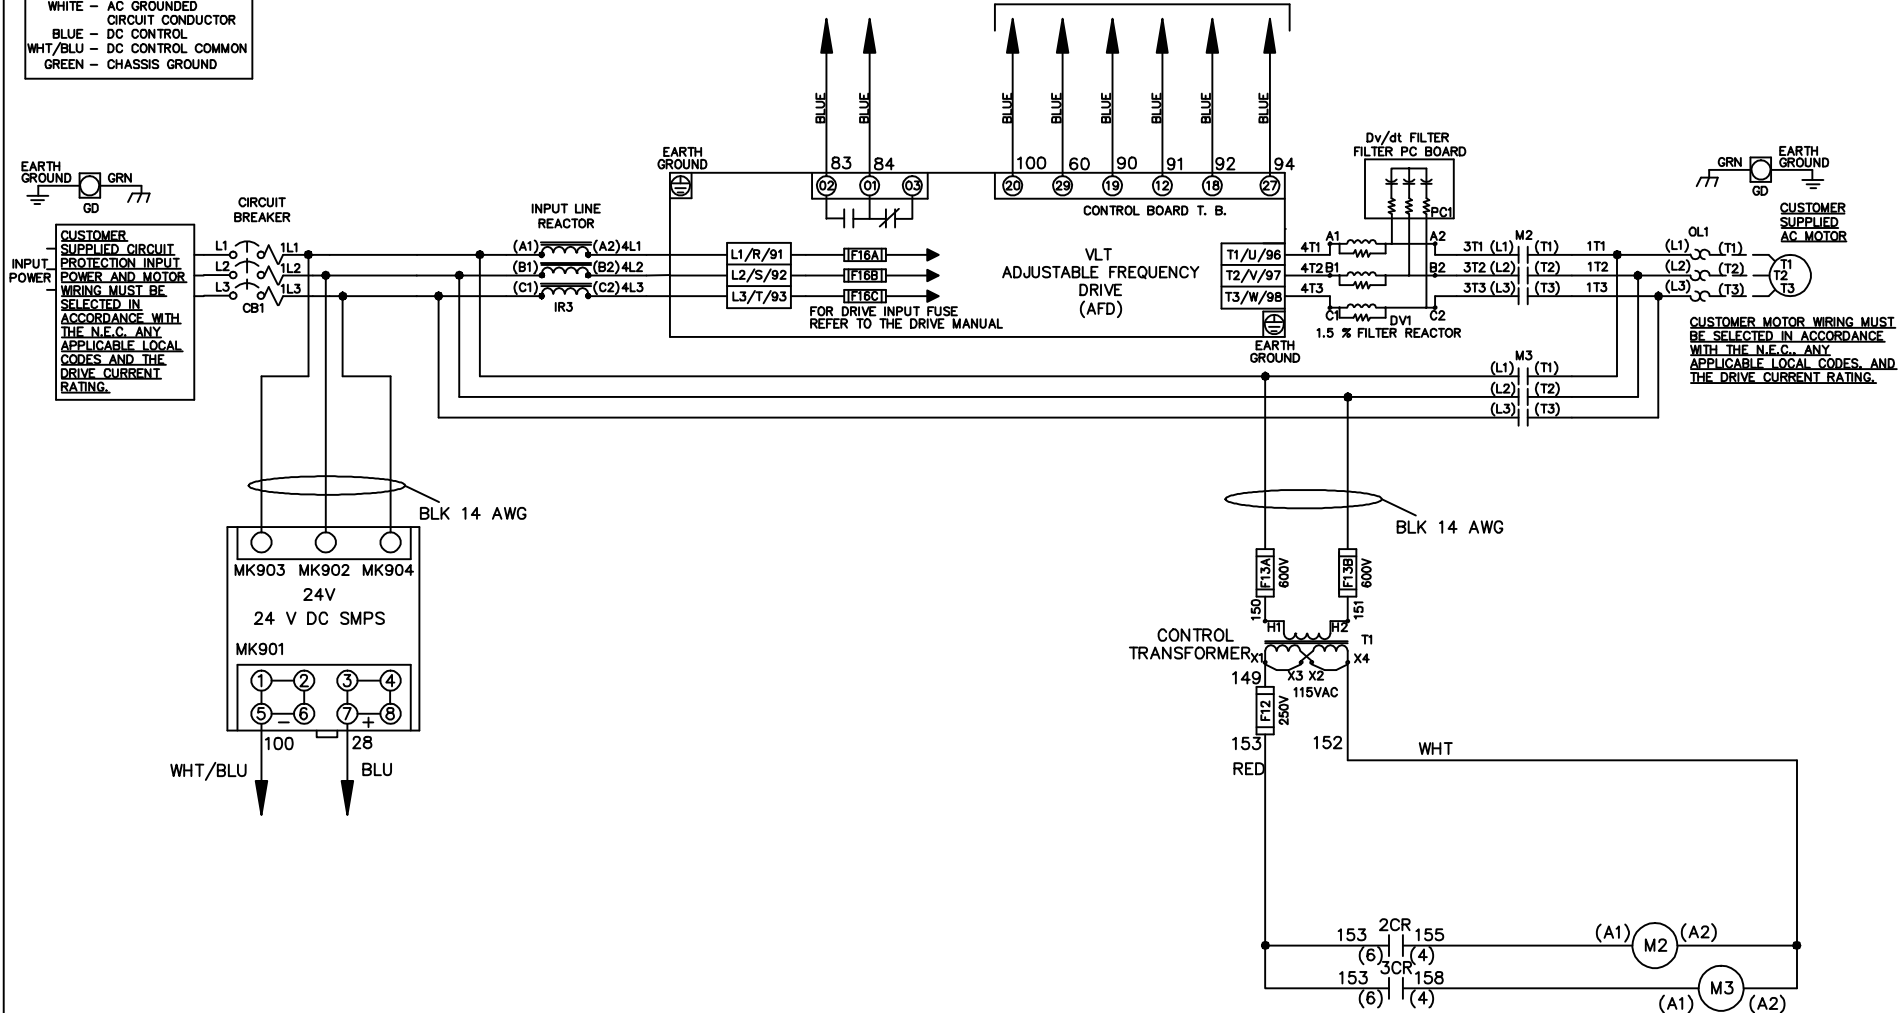 WHITE – AC GROUNDED
CIRCUIT CONDUCTOR
BLUE – DC CONTROL
WHT/BLU – DC CONTROL COMMON
GREEN – CHASSIS GROUND
BLUE
BLUE
BLUE
BLUE
BLUE
BLUE
BLUE
BLUE
83
84
100
60
90
91
92
94
02
01
03
20
29
19
12
18
27
CONTROL BOARD T. B.
EARTH
GROUND
GRN
GD
CUSTOMER
SUPPLIED CIRCUIT
PROTECTION INPUT
POWER AND MOTOR
WIRING MUST BE
SELECTED IN
ACCORDANCE WITH
THE N.E.C. ANY
APPLICABLE LOCAL
CODES AND THE
DRIVE CURRENT
RATING.
INPUT
POWER
CIRCUIT
BREAKER
L1
1L1
L2
1L2
L3
1L3
CB1
INPUT LINE
REACTOR
(A1)
(A2)4L1
(B1)
(B2)4L2
(C1)
(C2)4L3
IR3
EARTH
GROUND
L1/R/91
L2/S/92
L3/T/93
F16A
F16B
F16C
FOR DRIVE INPUT FUSE
REFER TO THE DRIVE MANUAL
VLT
ADJUSTABLE FREQUENCY
DRIVE
(AFD)
T1/U/96
T2/V/97
T3/W/98
EARTH
GROUND
Dv/dt FILTER
FILTER PC BOARD
PC1
4T1
A1
A2
4T2
B1
B2
4T3
C1
C2
DV1
1.5 % FILTER REACTOR
M2
3T1 (L1) (T1) 1T1
3T2 (L2) (T2) 1T2
3T3 (L3) (T3) 1T3
M3
(L1) (T1)
(L2) (T2)
(L3) (T3)
OL1
(L1) (T1)
(L2) (T2)
(L3) (T3)
T1
T2
T3
GRN
EARTH
GROUND
GD
CUSTOMER
SUPPLIED
AC MOTOR
CUSTOMER MOTOR WIRING MUST
BE SELECTED IN ACCORDANCE
WITH THE N.E.C., ANY
APPLICABLE LOCAL CODES, AND
THE DRIVE CURRENT RATING.
BLK 14 AWG
MK903 MK902 MK904
24V
24 V DC SMPS
MK901
1
2
3
4
5
6
7
8
–
+
100
28
WHT/BLU
BLU
BLK 14 AWG
F13A
600V
F13B
600V
150
151
H1
H2
T1
CONTROL
TRANSFORMER
X1
X4
X3 X2
149
115VAC
F12
250V
153
152
RED
WHT
153
2CR
155
(6)
(4)
(A1)
M2
(A2)
153
3CR
158
(6)
(4)
(A1)
M3
(A2)